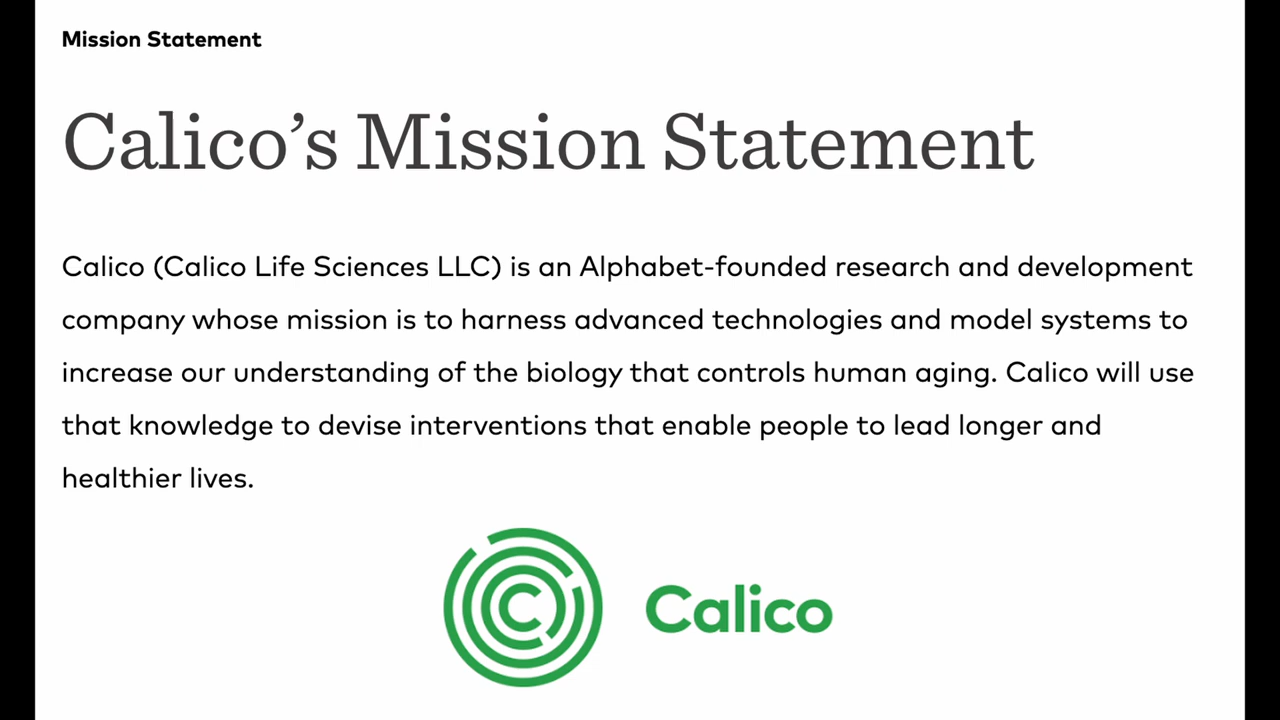 Mission Statement
Calico’s Mission Statement
Calico (Calico Life Sciences LLC) is an Alphabet-founded research and development
company whose mission is to harness advanced technologies and model systems to
increase our understanding of the biology that controls human aging. Calico will use
that knowledge to devise interventions that enable people to lead longer and
healthier lives.
C Calico